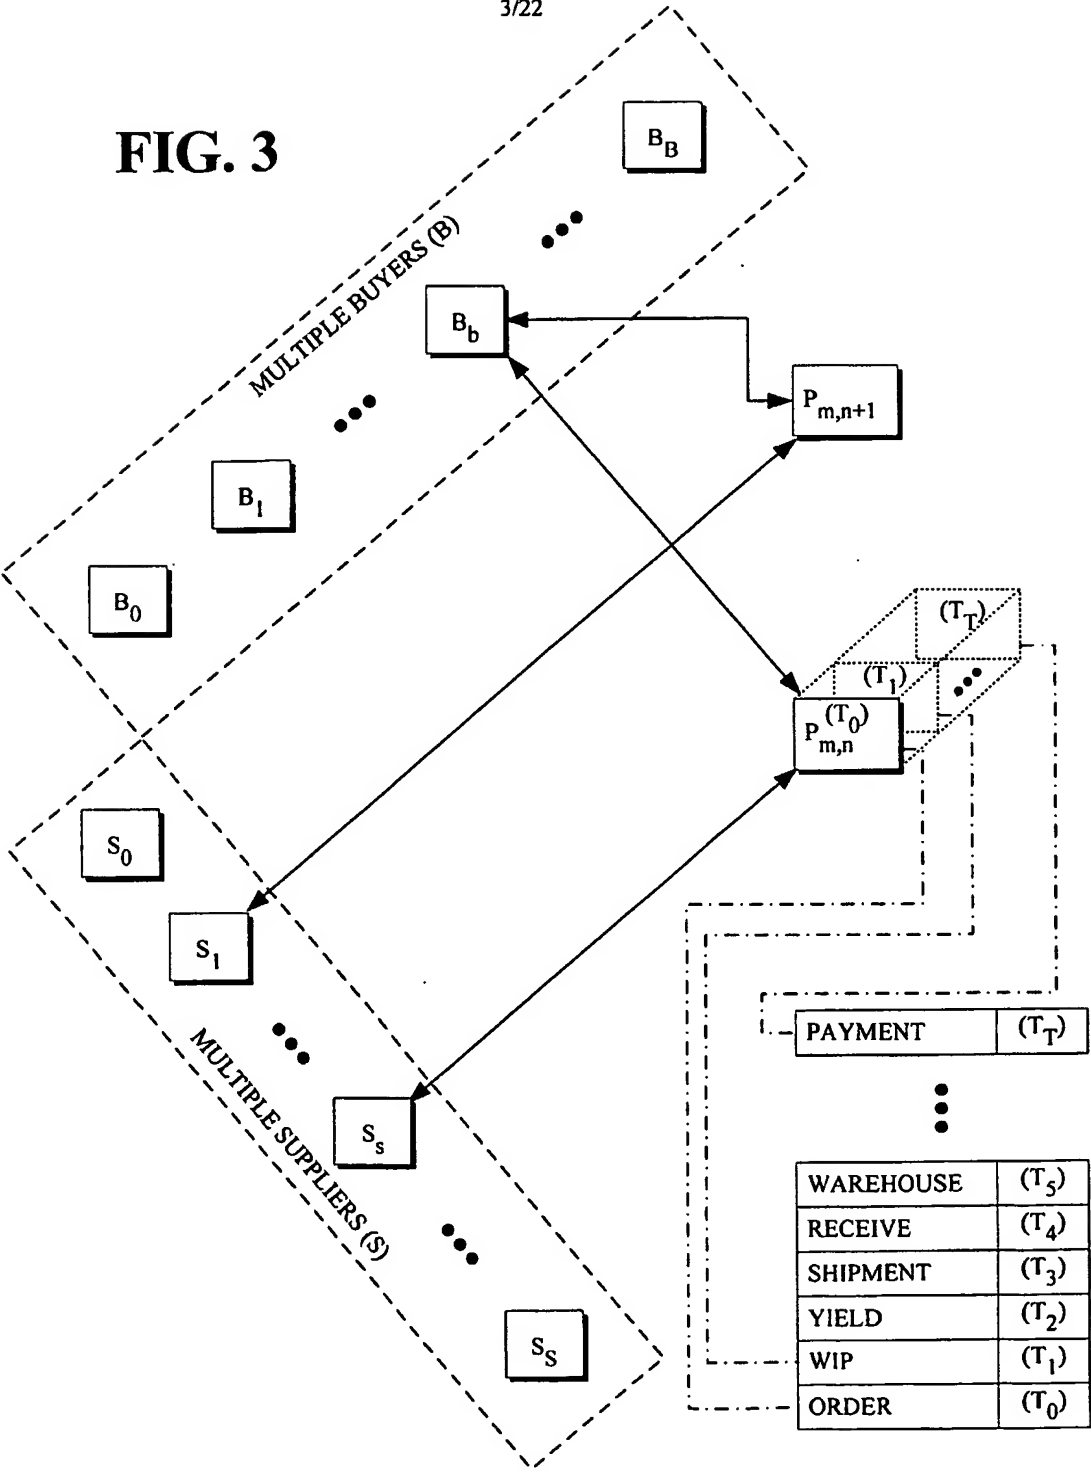 3/22
FIG. 3
B_B
MULTIPLE BUYERS (B)
B_b
P_m,n+1
B_1
B_0
(T_T)
(T_1)
(T_0)
P_m,n
S_0
S_1
MULTIPLE SUPPLIERS (S)
S_s
S_S
PAYMENT (T_T)
WAREHOUSE (T_5)
RECEIVE (T_4)
SHIPMENT (T_3)
YIELD (T_2)
WIP (T_1)
ORDER (T_0)